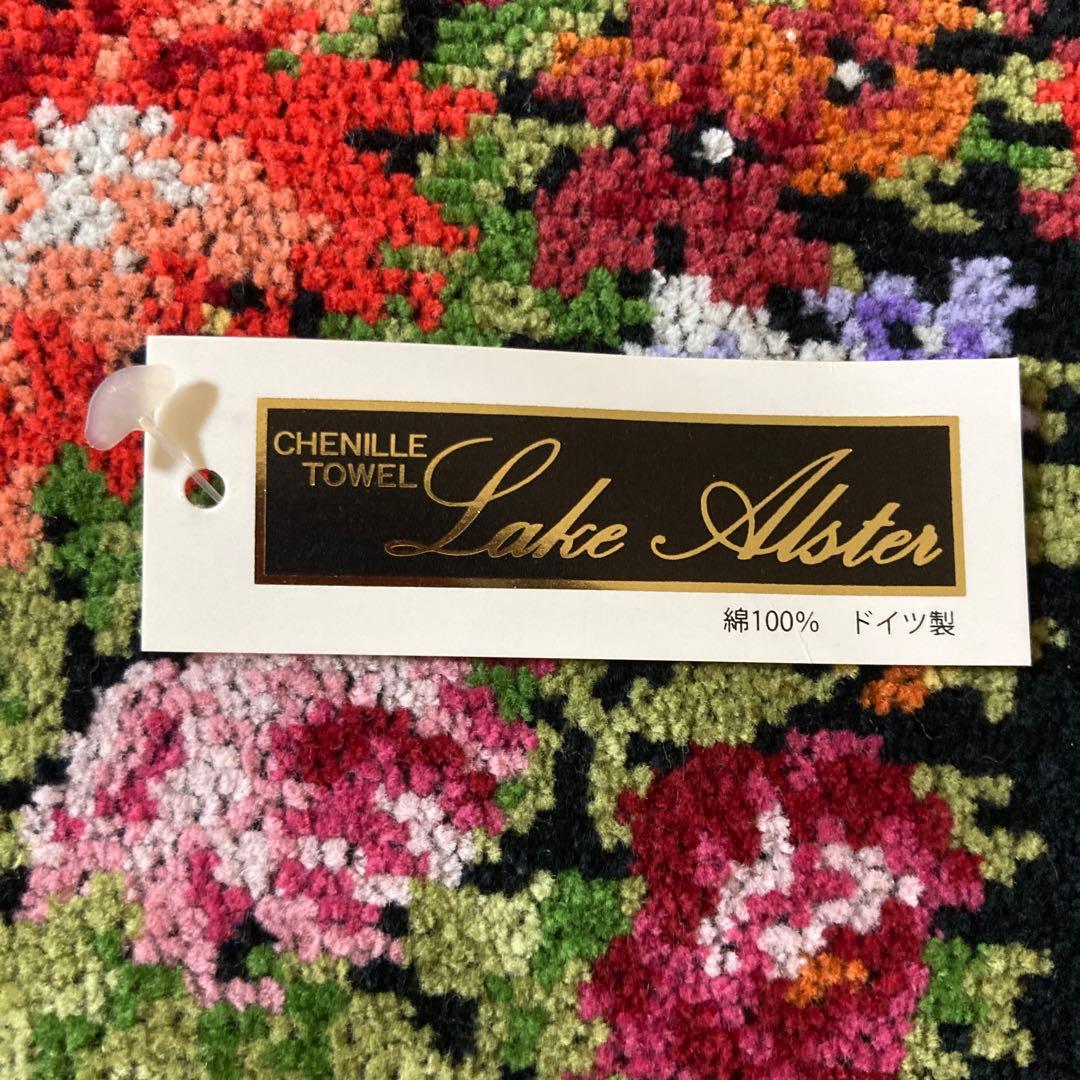 CHENILLE
TOWEL
Lake Alster
綿100% ドイツ製